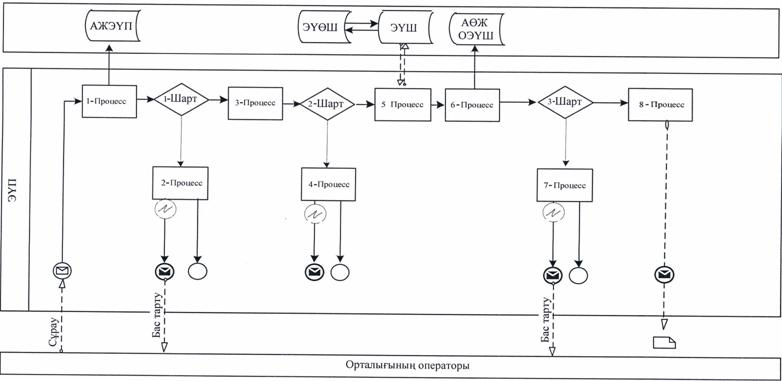 АЖЭҮП
ЭҮӨШ
ЭҮШ
АӨЖ
ОЭҮШ
ЭҮП
1-Процесс
1-Шарт
3-Процесс
2-Шарт
5 Процесс
6-Процесс
3-Шарт
8-Процесс
2-Процесс
4-Процесс
7-Процесс
Сұрау
Бас тарту
Бас тарту
Орталығының операторы